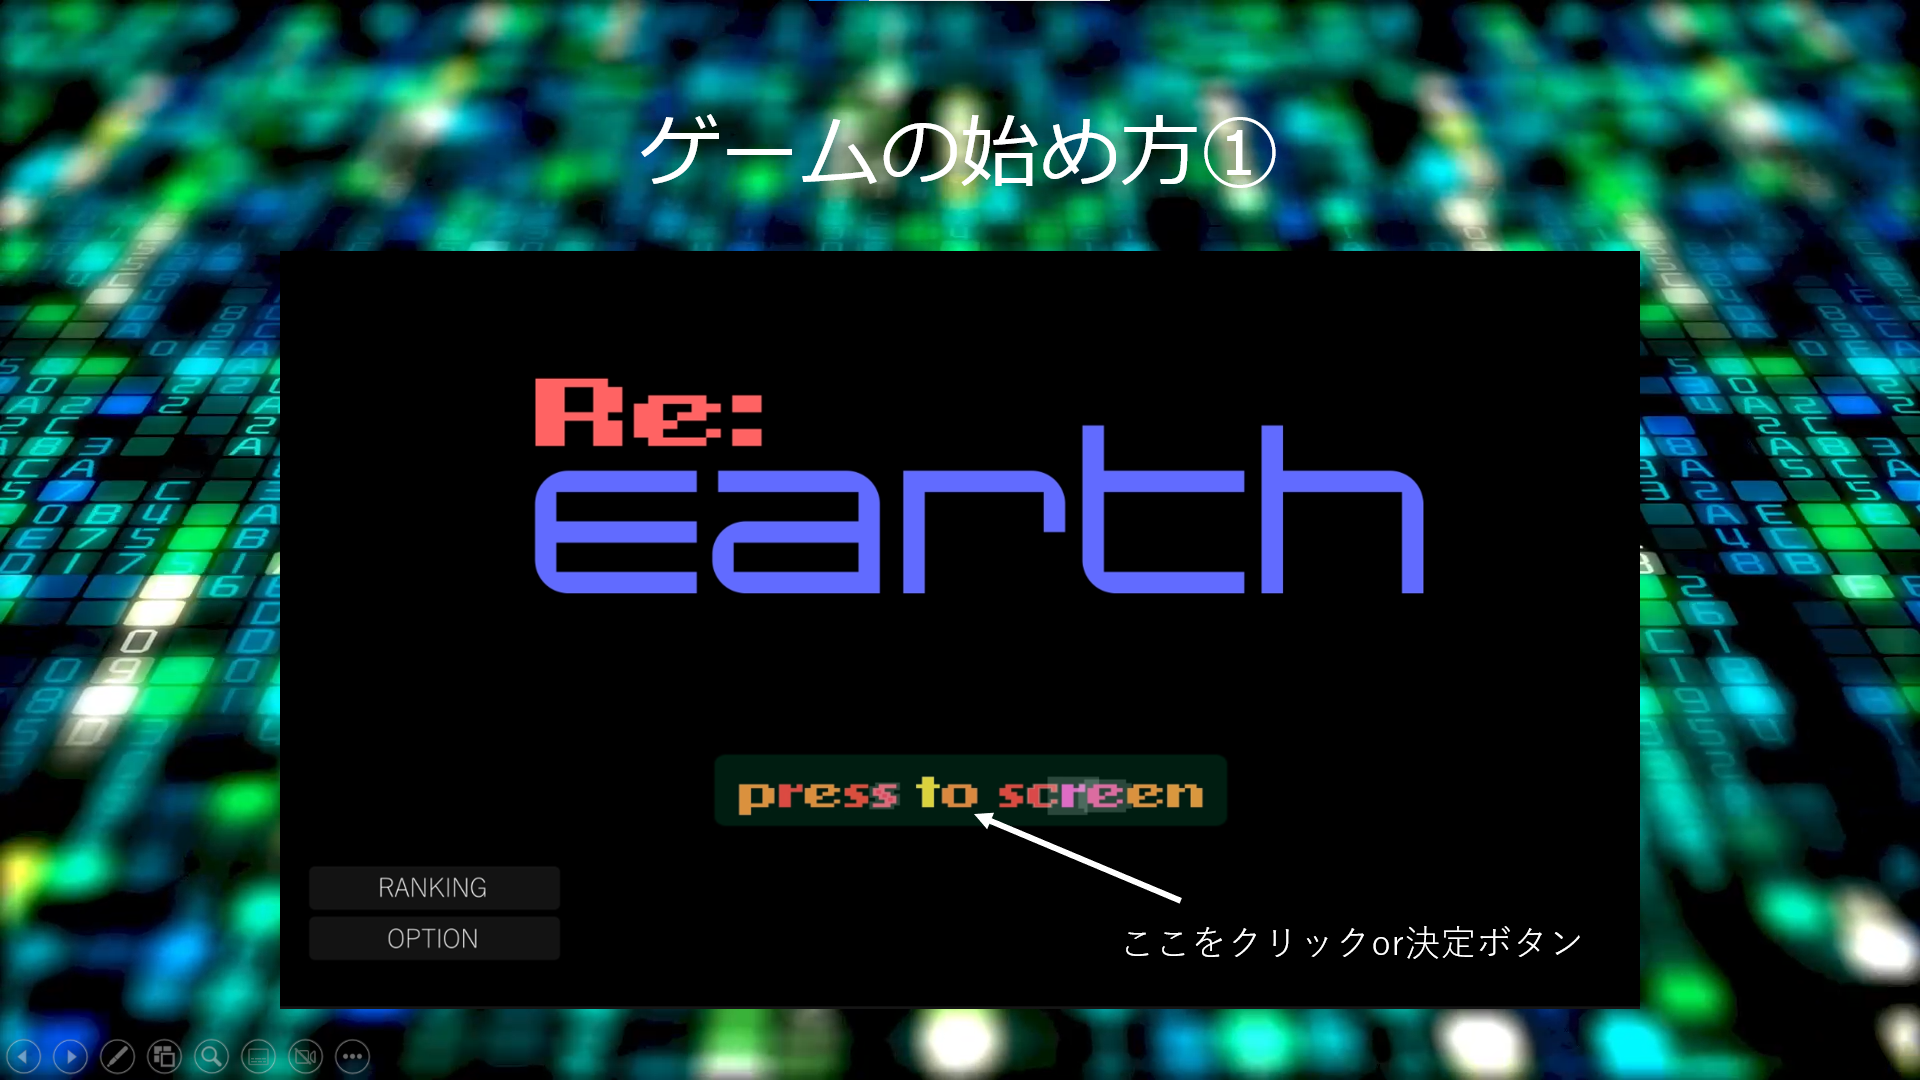 ゲームの始め方①
Re:
earth
press to screen
RANKING
OPTION
ここをクリックor決定ボタン